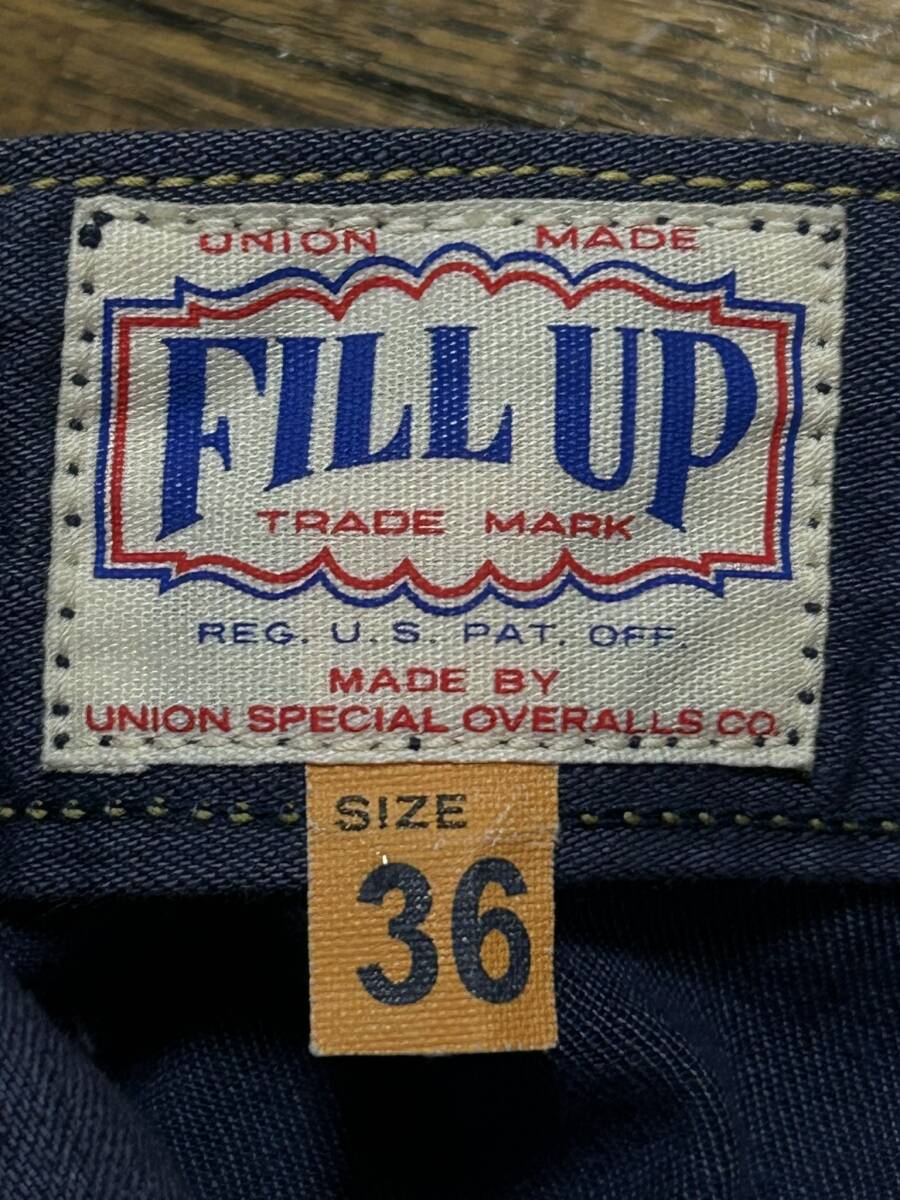 UNION MADE
FILL UP
TRADE MARK
REG. U.S. PAT. OFF.
MADE BY
UNION SPECIAL OVERALLS CO.
SIZE
36